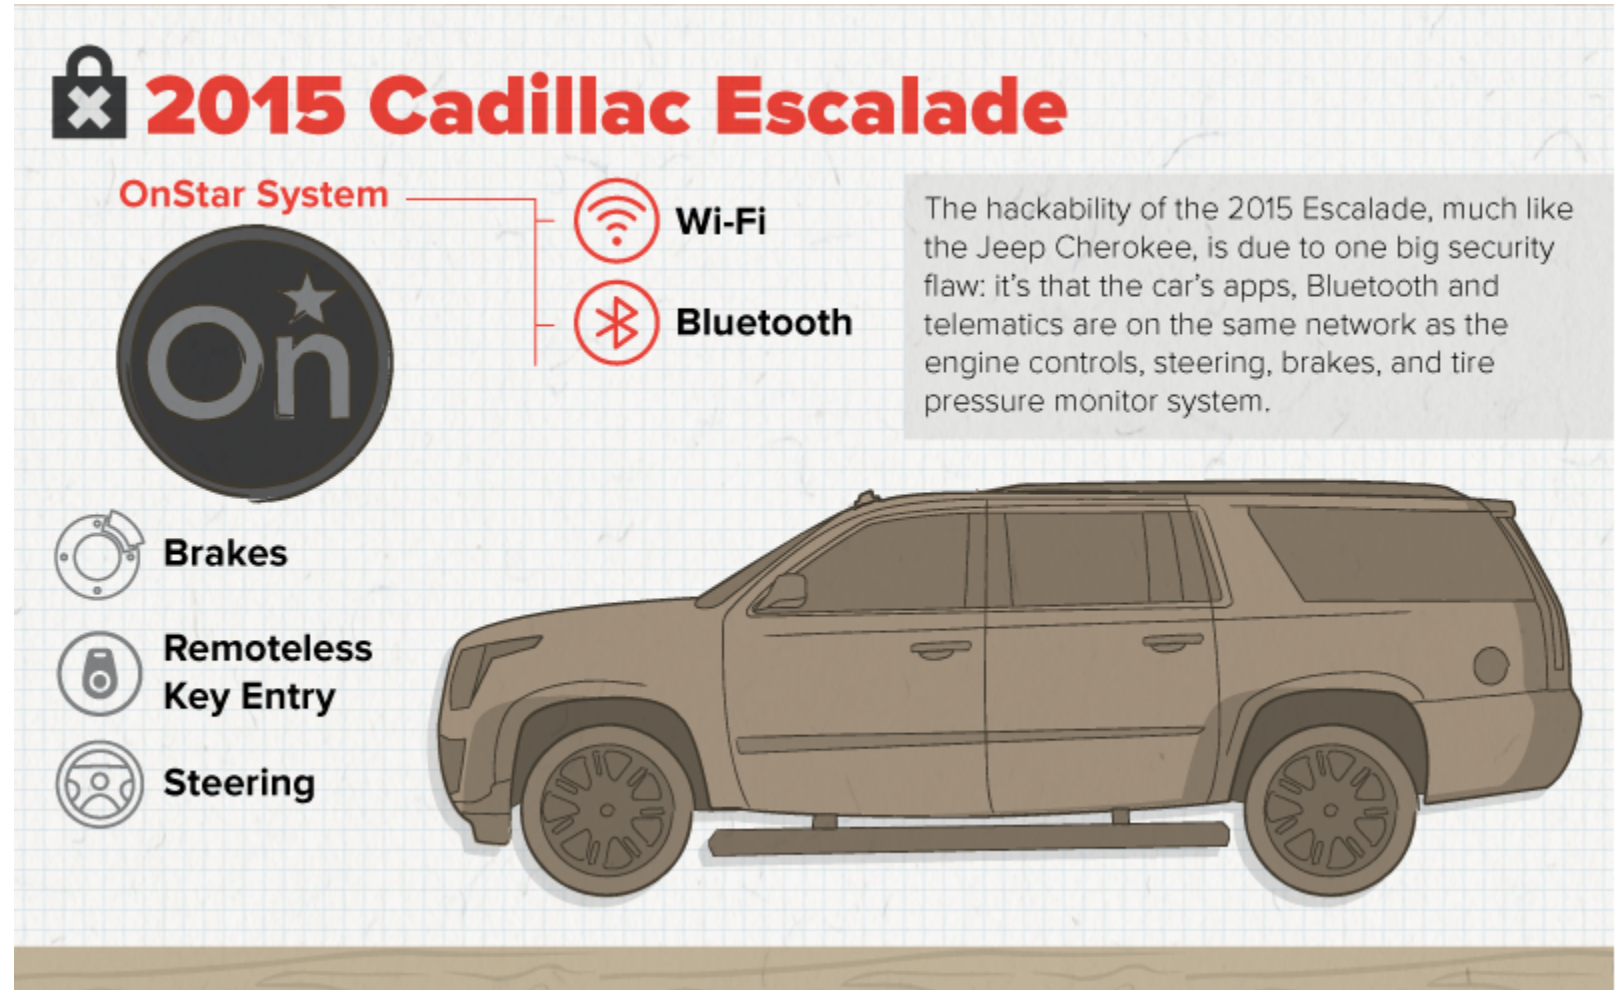 2015 Cadillac Escalade
OnStar System
On
Wi-Fi
Bluetooth
The hackability of the 2015 Escalade, much like
the Jeep Cherokee, is due to one big security
flaw: it's that the car's apps, Bluetooth and
telematics are on the same network as the
engine controls, steering, brakes, and tire
pressure monitor system.
Brakes
Remoteless
Key Entry
Steering